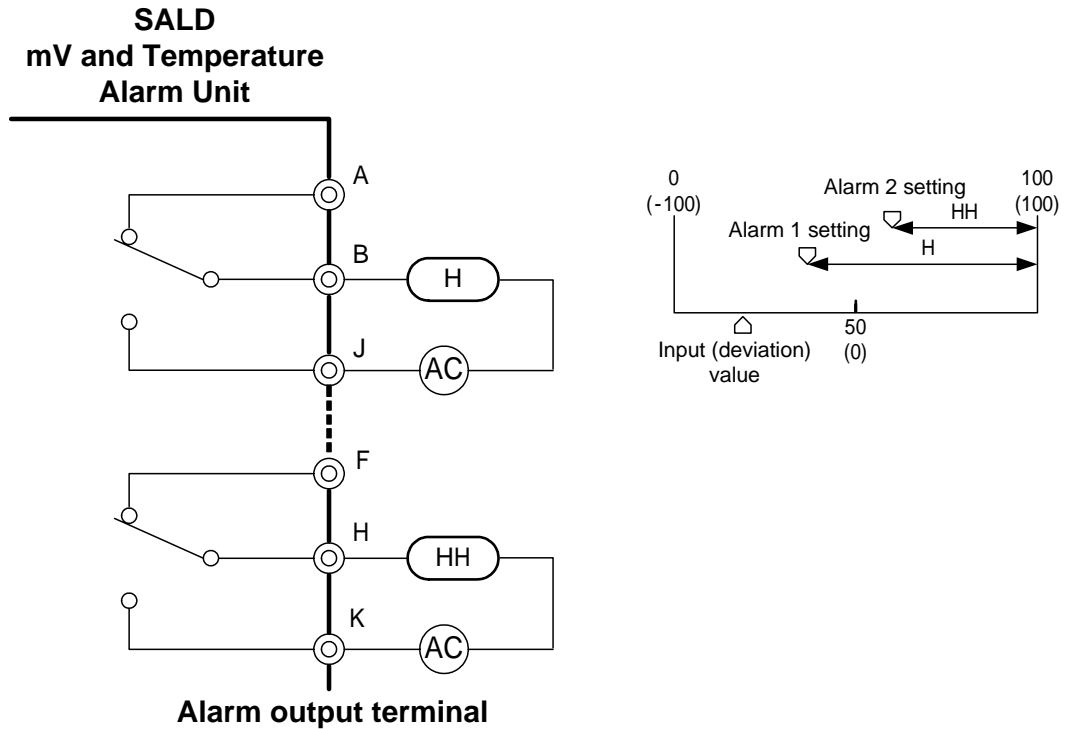 SALD
mV and Temperature
Alarm Unit
A
B
H
J
AC
F
H
HH
K
AC
Alarm output terminal
0
(-100)
100
(100)
Alarm 2 setting
HH
Alarm 1 setting
H
50
(0)
Input (deviation)
value